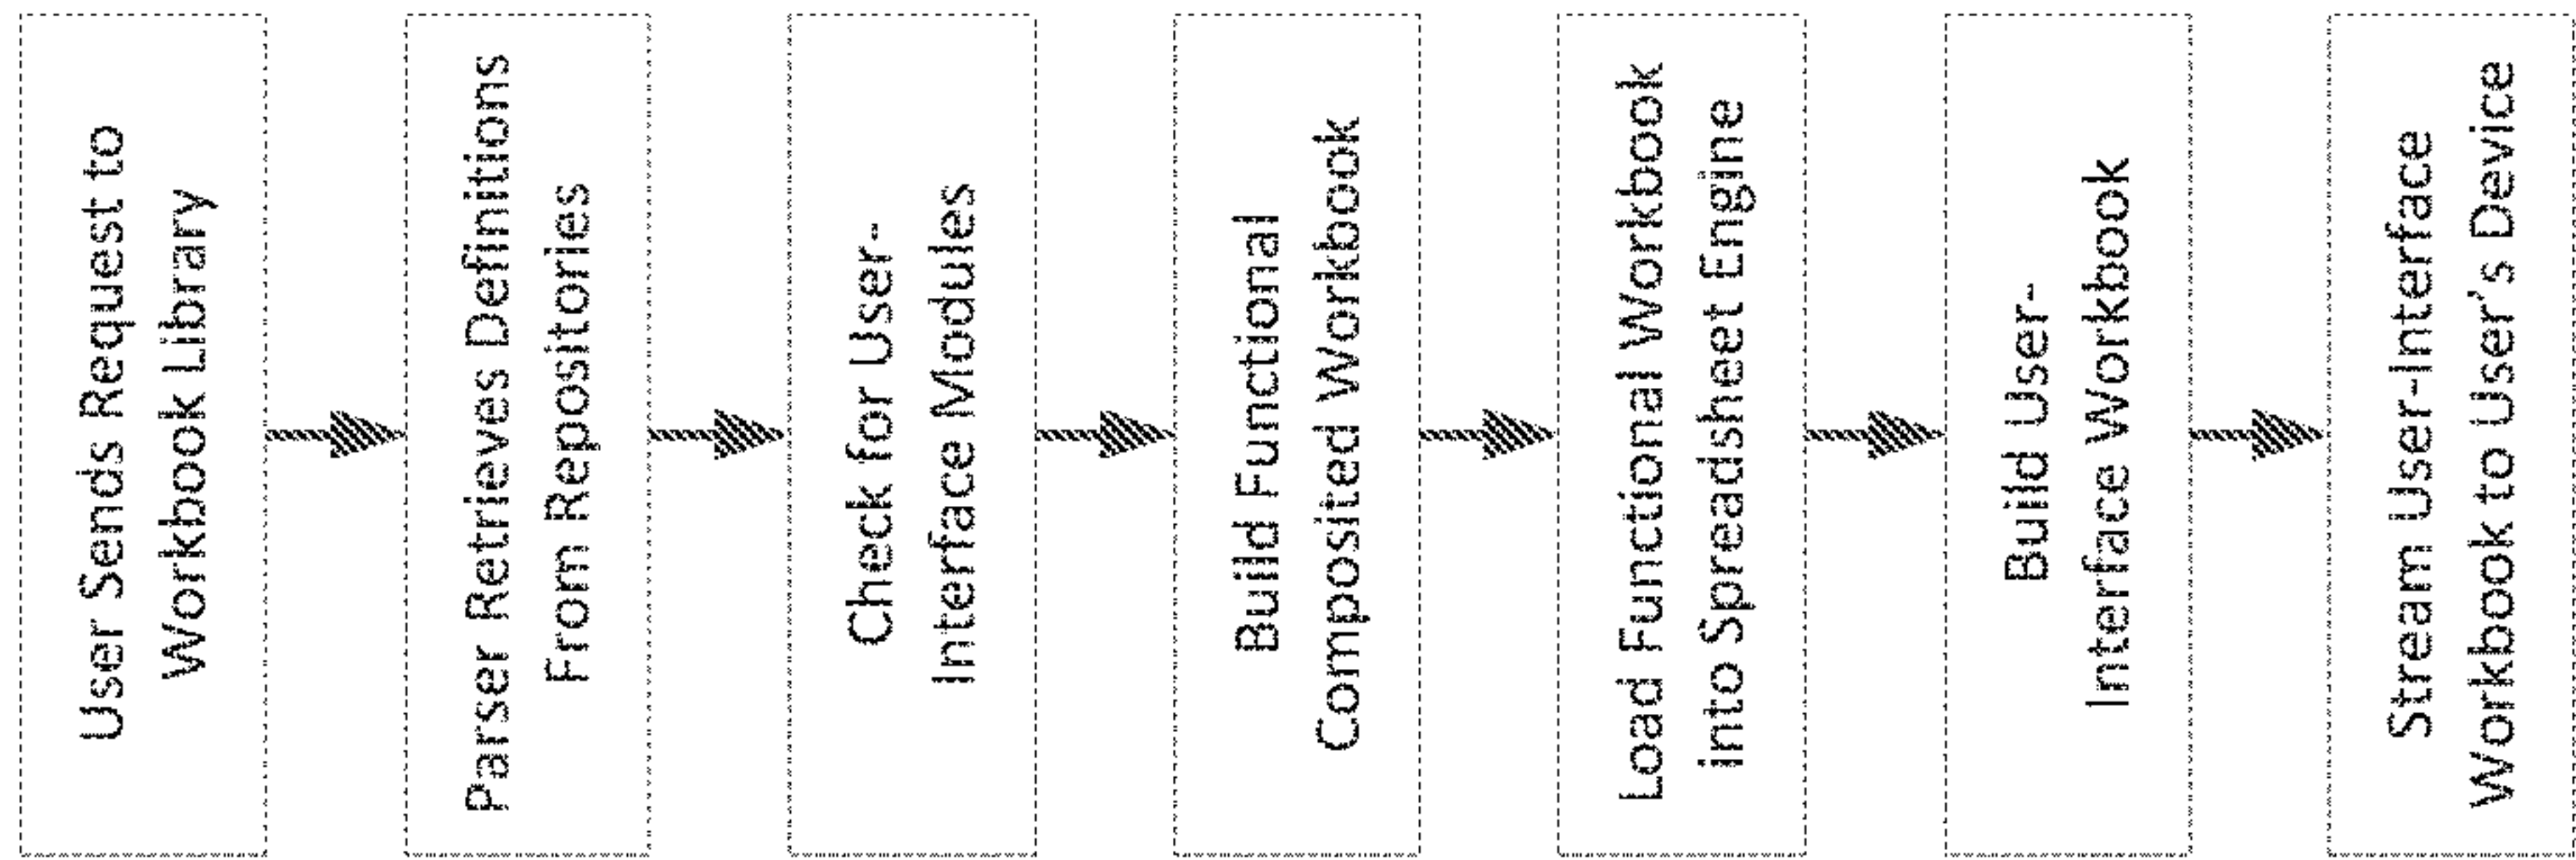 User Sends Request to
Workbook Library
Parser Retrieves Definitions
From Repositories
Check for User-
Interface Modules
Build Functional
Composited Workbook
Load Functional Workbook
into Spreadsheet Engine
Build User-
Interface Workbook
Stream User-Interface
Workbook to User's Device